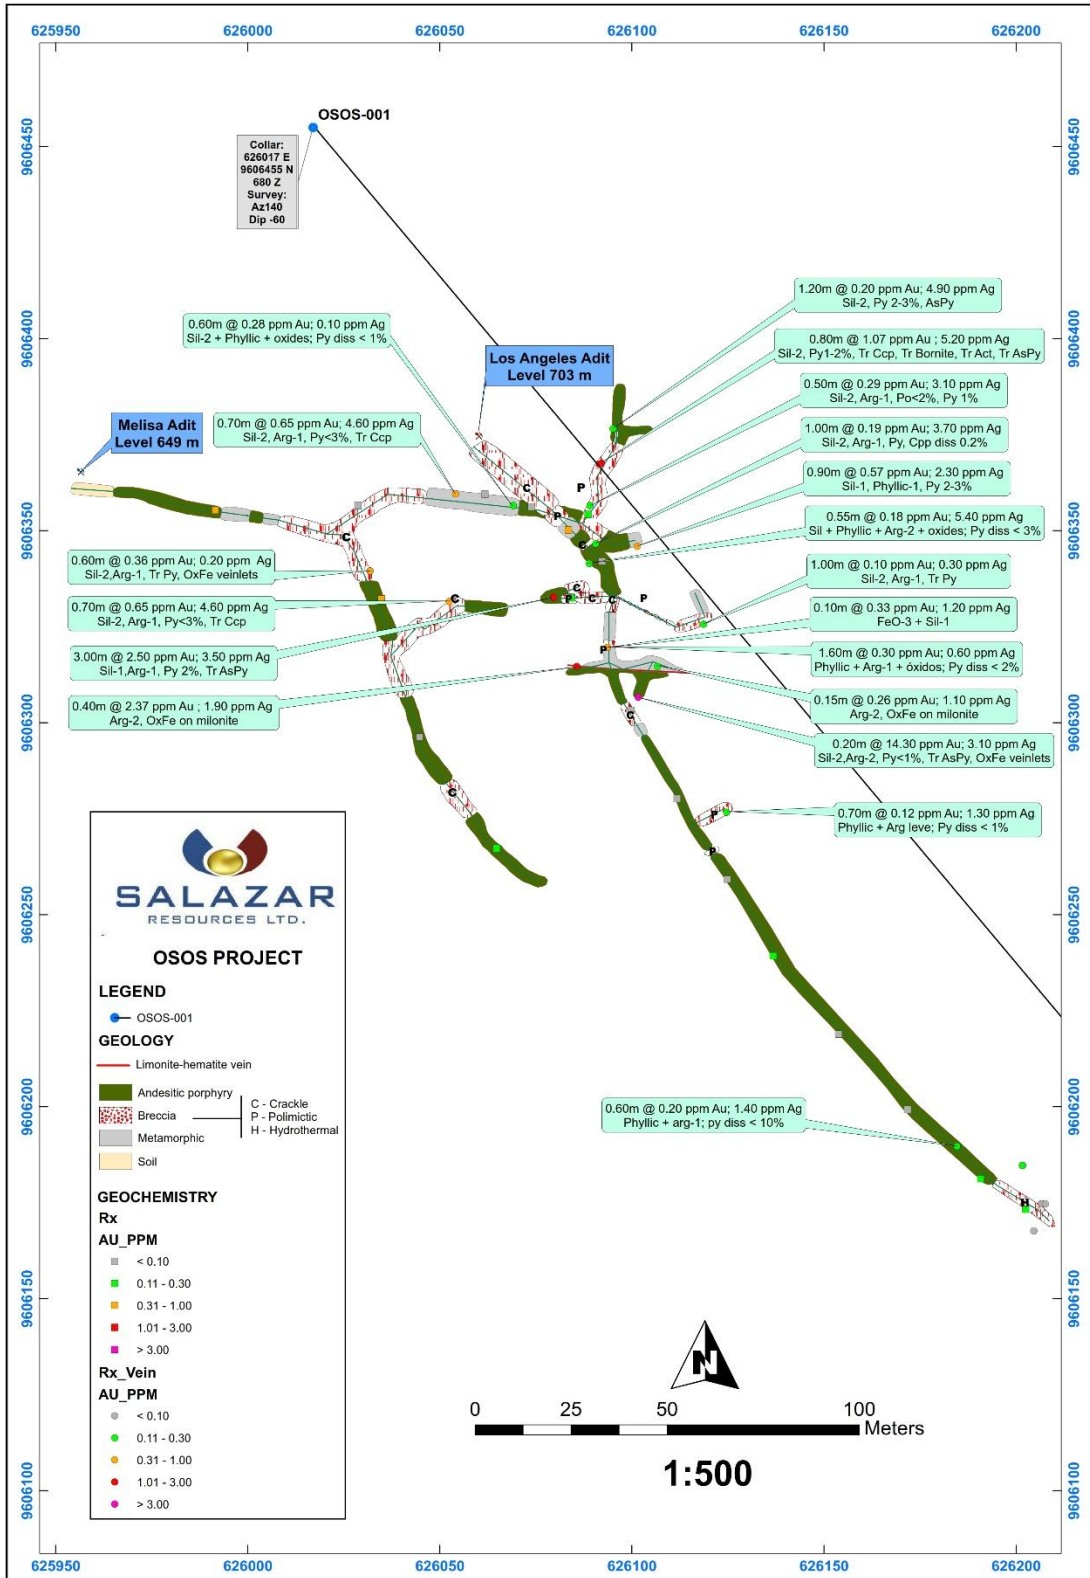 625950 626000 626050 626100 626150 626200
9606450
9606400
9606350
9606300
9606250
9606200
9606150
9606100
9606450
9606400
9606350
9606300
9606250
9606200
9606150
9606100
OSOS-001
Collar:
626017 E
9606455 N
680 Z
Survey:
Az140
Dip -60
1.20m @ 0.20 ppm Au; 4.90 ppm Ag
Sil-2, Py 2-3%, AsPy
0.60m @ 0.28 ppm Au; 0.10 ppm Ag
Sil-2 + Phyllic + oxides; Py diss < 1%
0.80m @ 1.07 ppm Au ; 5.20 ppm Ag
Sil-2, Py1-2%, Tr Ccp, Tr Bornite, Tr Act, Tr AsPy
Los Angeles Adit
Level 703 m
0.50m @ 0.29 ppm Au; 3.10 ppm Ag
Sil-2, Arg-1, Po<2%, Py 1%
Melisa Adit
Level 649 m
0.70m @ 0.65 ppm Au; 4.60 ppm Ag
Sil-2, Arg-1, Py<3%, Tr Ccp
1.00m @ 0.19 ppm Au; 3.70 ppm Ag
Sil-2, Arg-1, Py, Cpp diss 0.2%
0.90m @ 0.57 ppm Au; 2.30 ppm Ag
Sil-1, Phyllic-1, Py 2-3%
C
P
P
C
C
0.55m @ 0.18 ppm Au; 5.40 ppm Ag
Sil + Phyllic + Arg-2 + oxides; Py diss < 3%
0.60m @ 0.36 ppm Au; 0.20 ppm Ag
Sil-2,Arg-1, Tr Py, OxFe veinlets
1.00m @ 0.10 ppm Au; 0.30 ppm Ag
Sil-2, Arg-1, Tr Py
0.70m @ 0.65 ppm Au; 4.60 ppm Ag
Sil-2, Arg-1, Py<3%, Tr Ccp
C
C
P
C
C
P
0.10m @ 0.33 ppm Au; 1.20 ppm Ag
FeO-3 + Sil-1
3.00m @ 2.50 ppm Au; 3.50 ppm Ag
Sil-1,Arg-1, Py 2%, Tr AsPy
P
1.60m @ 0.30 ppm Au; 0.60 ppm Ag
Phyllic + Arg-1 + óxidos; Py diss < 2%
0.40m @ 2.37 ppm Au ; 1.90 ppm Ag
Arg-2, OxFe on milonite
0.15m @ 0.26 ppm Au; 1.10 ppm Ag
Arg-2, OxFe on milonite
C
0.20m @ 14.30 ppm Au; 3.10 ppm Ag
Sil-2,Arg-2, Py<1%, Tr AsPy, OxFe veinlets
C
P
0.70m @ 0.12 ppm Au; 1.30 ppm Ag
Phyllic + Arg leve; Py diss < 1%
P
0.60m @ 0.20 ppm Au; 1.40 ppm Ag
Phyllic + arg-1; py diss < 10%
H
SALAZAR
RESOURCES LTD.
OSOS PROJECT
LEGEND
OSOS-001
GEOLOGY
Limonite-hematite vein
Andesitic porphyry
Breccia
Metamorphic
Soil
C - Crackle
P - Polimictic
H - Hydrothermal
GEOCHEMISTRY
Rx
AU_PPM
< 0.10
0.11 - 0.30
0.31 - 1.00
1.01 - 3.00
> 3.00
Rx_Vein
AU_PPM
< 0.10
0.11 - 0.30
0.31 - 1.00
1.01 - 3.00
> 3.00
N
0 25 50 100
Meters
1:500
625950 626000 626050 626100 626150 626200